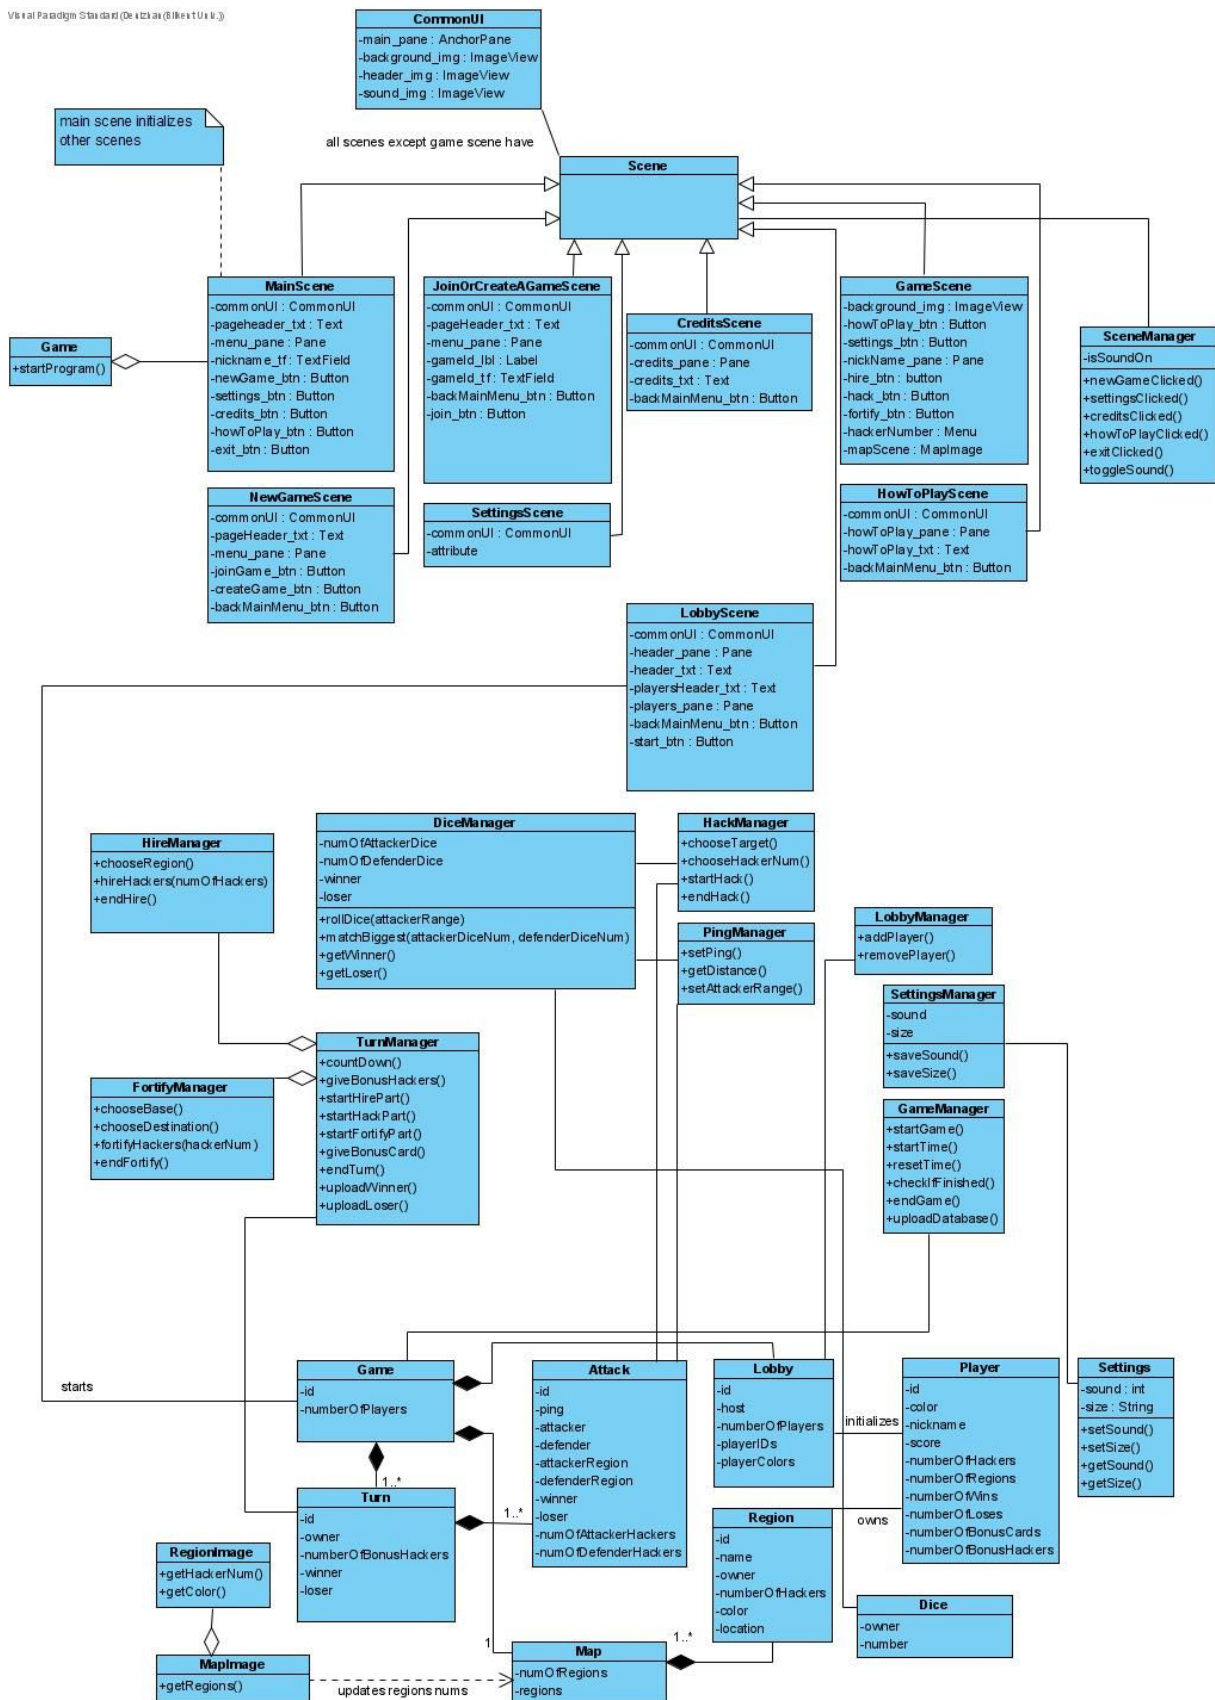 Visual Paradigm Standard (Denizhan (Bilkent Univ.))
CommonUI
-main_pane : AnchorPane
-background_img : ImageView
-header_img : ImageView
-sound_img : ImageView
main scene initializes
other scenes
all scenes except game scene have
Scene
MainScene
-commonUI : CommonUI
-pageheader_txt : Text
-menu_pane : Pane
-nickname_tf : TextField
-newGame_btn : Button
-settings_btn : Button
-credits_btn : Button
-howToPlay_btn : Button
-exit_btn : Button
JoinOrCreateAGameScene
-commonUI : CommonUI
-pageHeader_txt : Text
-menu_pane : Pane
-gameId_lbl : Label
-gameId_tf : TextField
-backMainMenu_btn : Button
-join_btn : Button
CreditsScene
-commonUI : CommonUI
-credits_pane : Pane
-credits_txt : Text
-backMainMenu_btn : Button
GameScene
-background_img : ImageView
-howToPlay_btn : Button
-settings_btn : Button
-nickName_pane : Pane
-hire_btn : button
-hack_btn : Button
-fortify_btn : Button
-hackerNumber : Menu
-mapScene : MapImage
SceneManager
-isSoundOn
+newGameClicked()
+settingsClicked()
+creditsClicked()
+howToPlayClicked()
+exitClicked()
+toggleSound()
Game
+startProgram()
NewGameScene
-commonUI : CommonUI
-pageHeader_txt : Text
-menu_pane : Pane
-joinGame_btn : Button
-createGame_btn : Button
-backMainMenu_btn : Button
SettingsScene
-commonUI : CommonUI
-attribute
HowToPlayScene
-commonUI : CommonUI
-howToPlay_pane : Pane
-howToPlay_txt : Text
-backMainMenu_btn : Button
LobbyScene
-commonUI : CommonUI
-header_pane : Pane
-header_txt : Text
-playersHeader_txt : Text
-players_pane : Pane
-backMainMenu_btn : Button
-start_btn : Button
HireManager
+chooseRegion()
+hireHackers(numOfHackers)
+endHire()
DiceManager
-numOfAttackerDice
-numOfDefenderDice
-winner
-loser
+rollDice(attackerRange)
+matchBiggest(attackerDiceNum, defenderDiceNum)
+getWinner()
+getLoser()
HackManager
+chooseTarget()
+chooseHackerNum()
+startHack()
+endHack()
PingManager
+setPing()
+getDistance()
+setAttackerRange()
LobbyManager
+addPlayer()
+removePlayer()
SettingsManager
-sound
-size
+saveSound()
+saveSize()
FortifyManager
+chooseBase()
+chooseDestination()
+fortifyHackers(hackerNum)
+endFortify()
TurnManager
+countDown()
+giveBonusHackers()
+startHirePart()
+startHackPart()
+startFortifyPart()
+giveBonusCard()
+endTurn()
+uploadWinner()
+uploadLoser()
GameManager
+startGame()
+startTime()
+resetTime()
+checkIfFinished()
+endGame()
+uploadDatabase()
starts
Game
-id
-numberOfPlayers
Attack
-id
-ping
-attacker
-defender
-attackerRegion
-defenderRegion
-winner
-loser
-numOfAttackerHackers
-numOfDefenderHackers
Lobby
-id
-host
-numberOfPlayers
-playerIDs
-playerColors
initializes
Player
-id
-color
-nickname
-score
-numberOfHackers
-numberOfRegions
-numberOfWins
-numberOfLoses
-numberOfBonusCards
-numberOfBonusHackers
Settings
-sound : int
-size : String
+setSound()
+setSize()
+getSound()
+getSize()
1..*
Turn
-id
-owner
-numberOfBonusHackers
-winner
-loser
1..*
Region
-id
-name
-owner
-numberOfHackers
-color
-location
owns
RegionImage
+getHackerNum()
+getColor()
Dice
-owner
-number
MapImage
+getRegions()
updates regions nums
1
Map
-numOfRegions
-regions
1..*